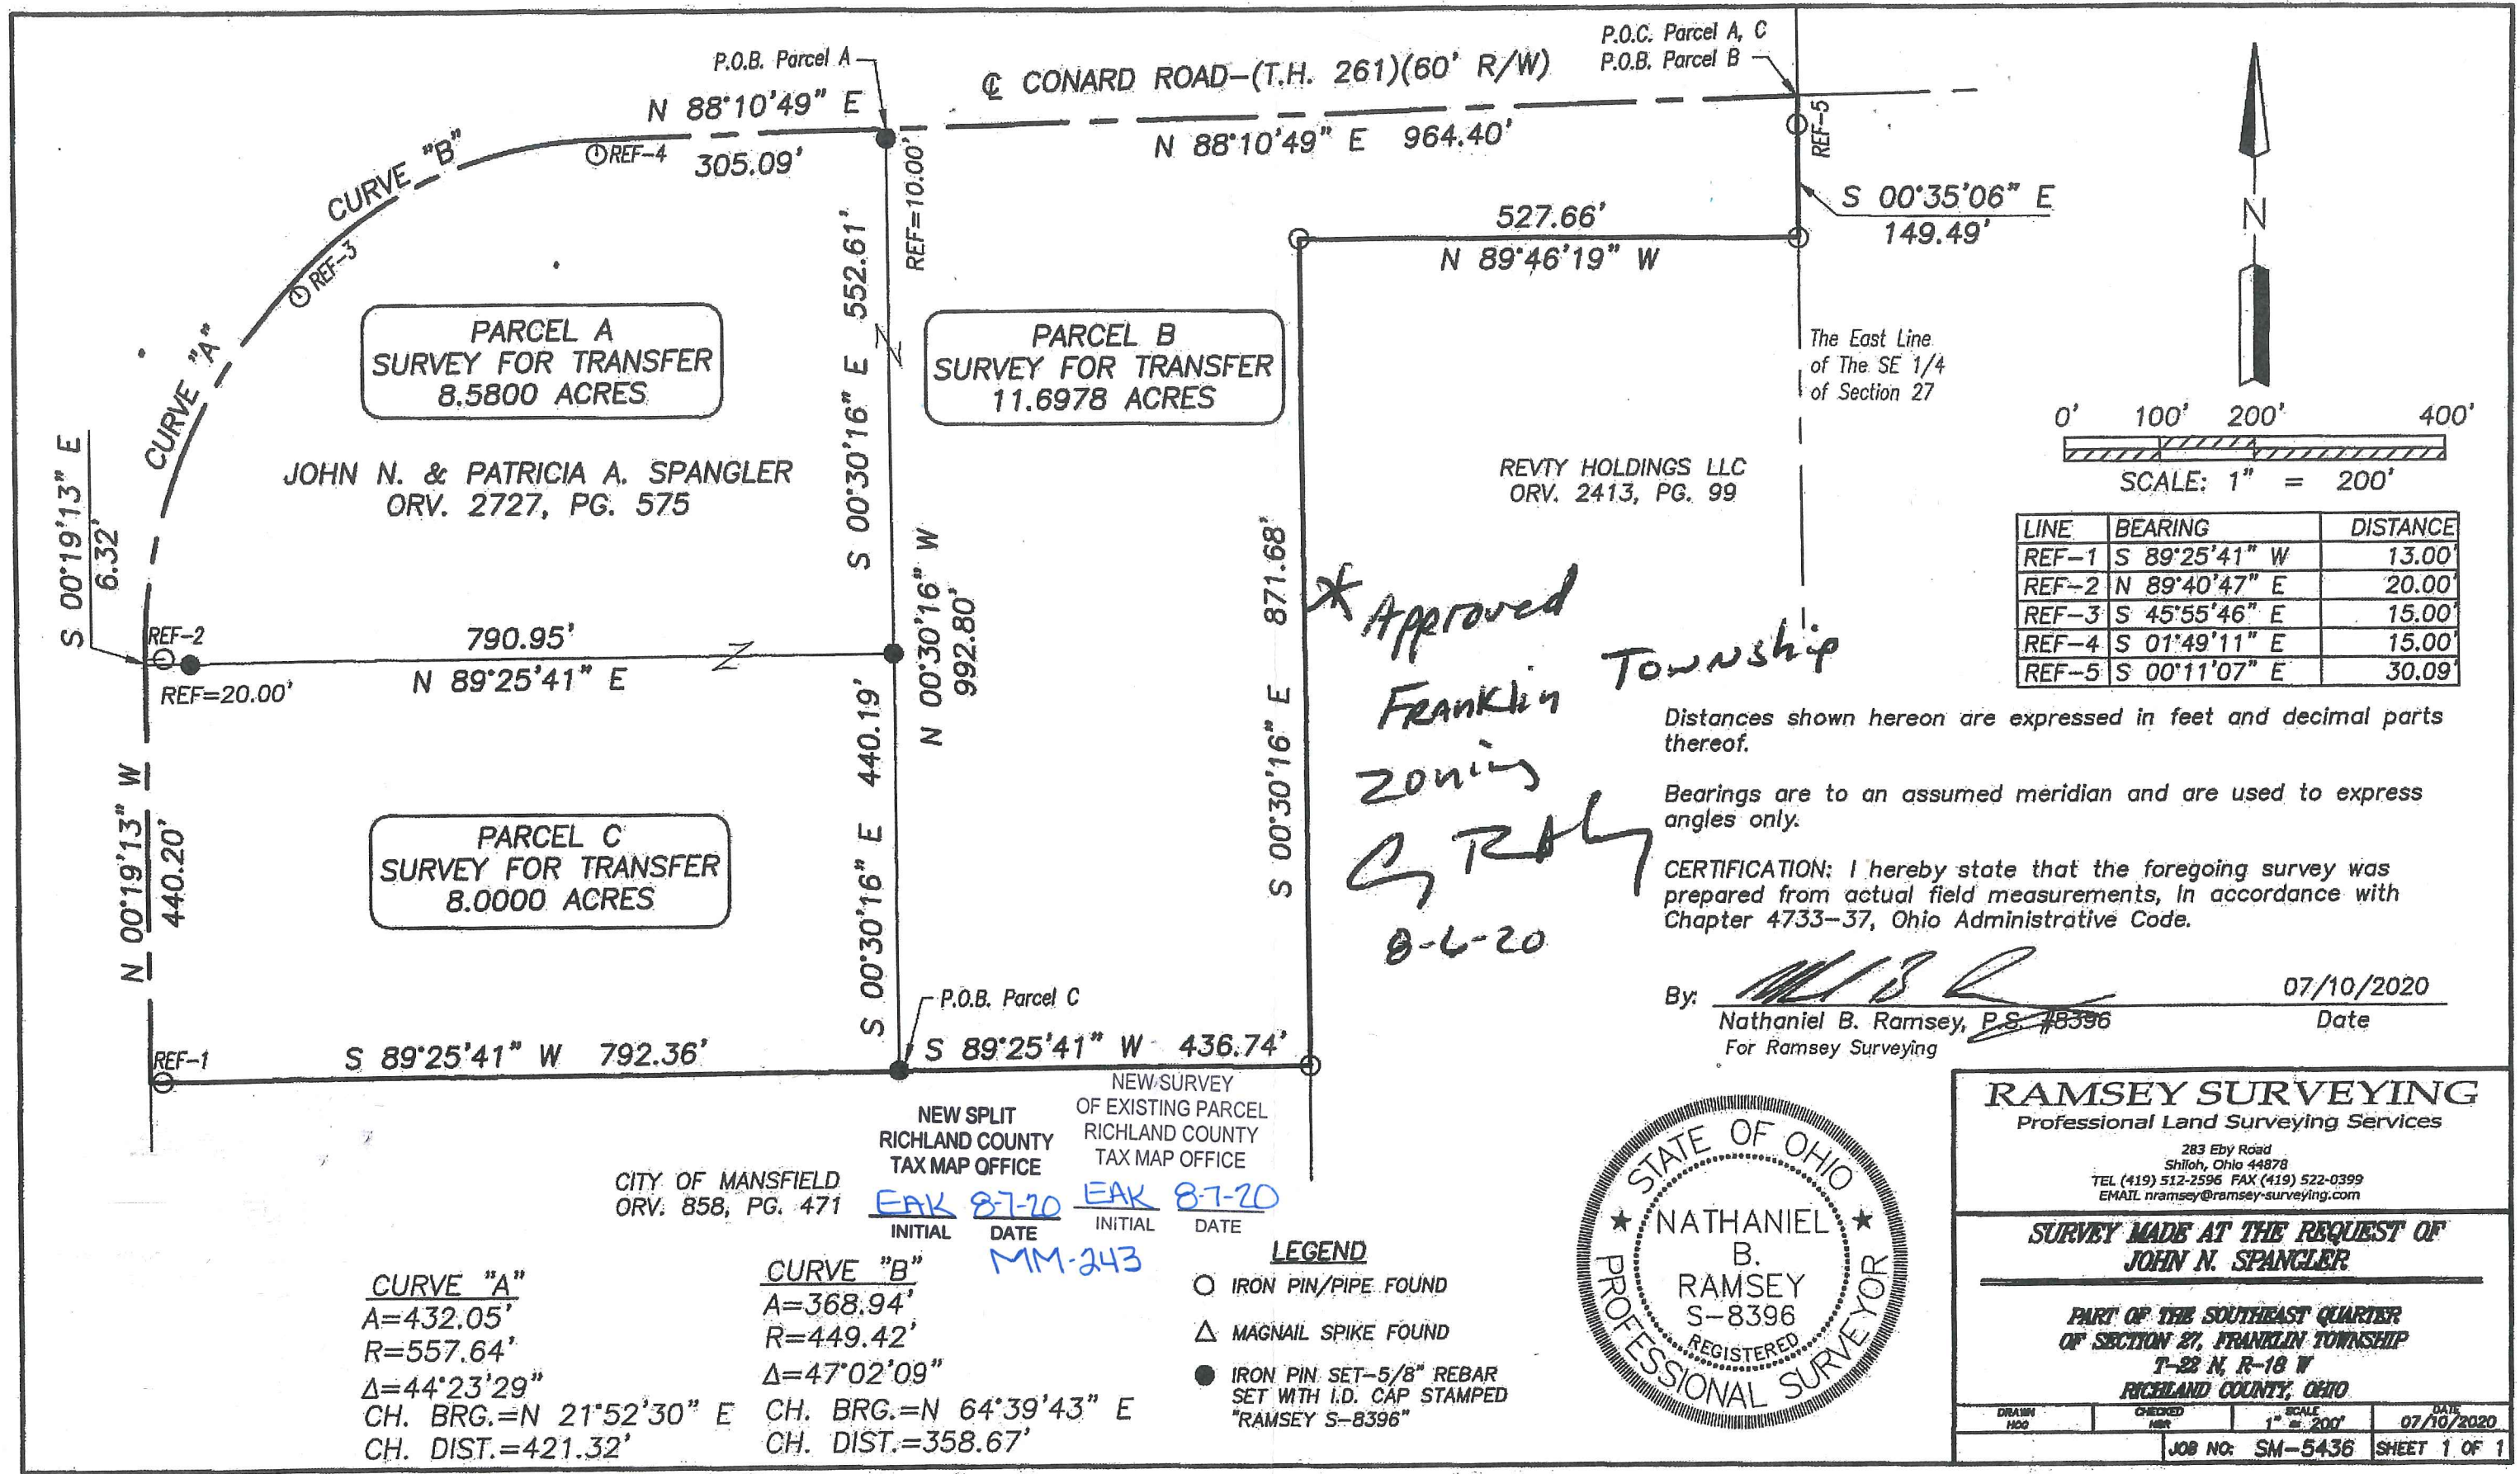 P.O.B. Parcel A
P.O.C. Parcel A, C
P.O.B. Parcel B
℄ CONARD ROAD-(T.H. 261)(60' R/W)
N 88°10'49" E
305.09'
N 88°10'49" E 964.40'
CURVE "B"
REF-4
REF-3
CURVE "A"
REF=10.00'
REF-5
S 00°35'06" E
149.49'
527.66'
N 89°46'19" W
N
PARCEL A
SURVEY FOR TRANSFER
8.5800 ACRES
S 00°30'16" E 552.61'
PARCEL B
SURVEY FOR TRANSFER
11.6978 ACRES
The East Line
of The SE 1/4
of Section 27
0' 100' 200' 400'
SCALE: 1" = 200'
JOHN N. & PATRICIA A. SPANGLER
ORV. 2727, PG. 575
REVTY HOLDINGS LLC
ORV. 2413, PG. 99
S 00°19'13" E
6.32'
REF-2
REF=20.00'
790.95'
N 89°25'41" E
N 00°30'16" W
992.80'
S 00°30'16" E 871.68'
LINE BEARING DISTANCE
REF-1 S 89°25'41" W 13.00'
REF-2 N 89°40'47" E 20.00'
REF-3 S 45°55'46" E 15.00'
REF-4 S 01°49'11" E 15.00'
REF-5 S 00°11'07" E 30.09'
* Approved
Franklin Township
Zoning
8-6-20
Distances shown hereon are expressed in feet and decimal parts
thereof.
Bearings are to an assumed meridian and are used to express
angles only.
CERTIFICATION: I hereby state that the foregoing survey was
prepared from actual field measurements, In accordance with
Chapter 4733-37, Ohio Administrative Code.
By:
07/10/2020
Nathaniel B. Ramsey, P.S. #8396
Date
For Ramsey Surveying
N 00°19'13" W
440.20'
PARCEL C
SURVEY FOR TRANSFER
8.0000 ACRES
S 00°30'16" E 440.19'
P.O.B. Parcel C
REF-1
S 89°25'41" W 792.36'
S 89°25'41" W 436.74'
NEW SPLIT
RICHLAND COUNTY
TAX MAP OFFICE
EAK 8-7-20
INITIAL DATE
NEW SURVEY
OF EXISTING PARCEL
RICHLAND COUNTY
TAX MAP OFFICE
EAK 8-7-20
INITIAL DATE
MM-243
CITY OF MANSFIELD
ORV. 858, PG. 471
CURVE "A"
A=432.05'
R=557.64'
Δ=44°23'29"
CH. BRG.=N 21°52'30" E
CH. DIST.=421.32'
CURVE "B"
A=368.94'
R=449.42'
Δ=47°02'09"
CH. BRG.=N 64°39'43" E
CH. DIST.=358.67'
LEGEND
IRON PIN/PIPE FOUND
MAGNAIL SPIKE FOUND
IRON PIN SET-5/8" REBAR
SET WITH I.D. CAP STAMPED
"RAMSEY S-8396"
STATE OF OHIO
NATHANIEL
B.
RAMSEY
S-8396
REGISTERED
PROFESSIONAL SURVEYOR
RAMSEY SURVEYING
Professional Land Surveying Services
283 Eby Road
Shiloh, Ohio 44878
TEL (419) 512-2596 FAX (419) 522-0399
EMAIL nramsey@ramsey-surveying.com
SURVEY MADE AT THE REQUEST OF
JOHN N. SPANGLER
PART OF THE SOUTHEAST QUARTER
OF SECTION 27, FRANKLIN TOWNSHIP
T-22 N, R-18 W
RICHLAND COUNTY, OHIO
DRAWN CHECKED SCALE DATE
NBR 1" = 200' 07/10/2020
JOB NO: SM-5436 SHEET 1 OF 1